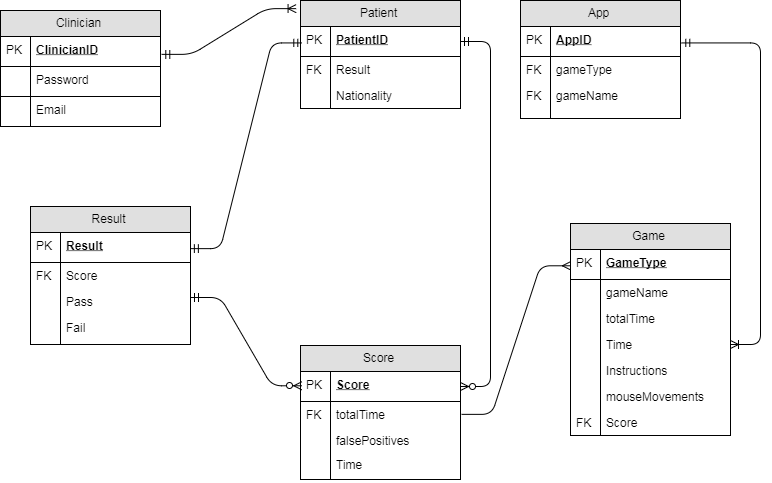 Clinician
PK ClinicianID
Password
Email
Patient
PK PatientID
FK Result
Nationality
App
PK AppID
FK gameType
FK gameName
Result
PK Result
FK Score
Pass
Fail
Score
PK Score
FK totalTime
falsePositives
Time
Game
PK GameType
gameName
totalTime
Time
Instructions
mouseMovements
FK Score